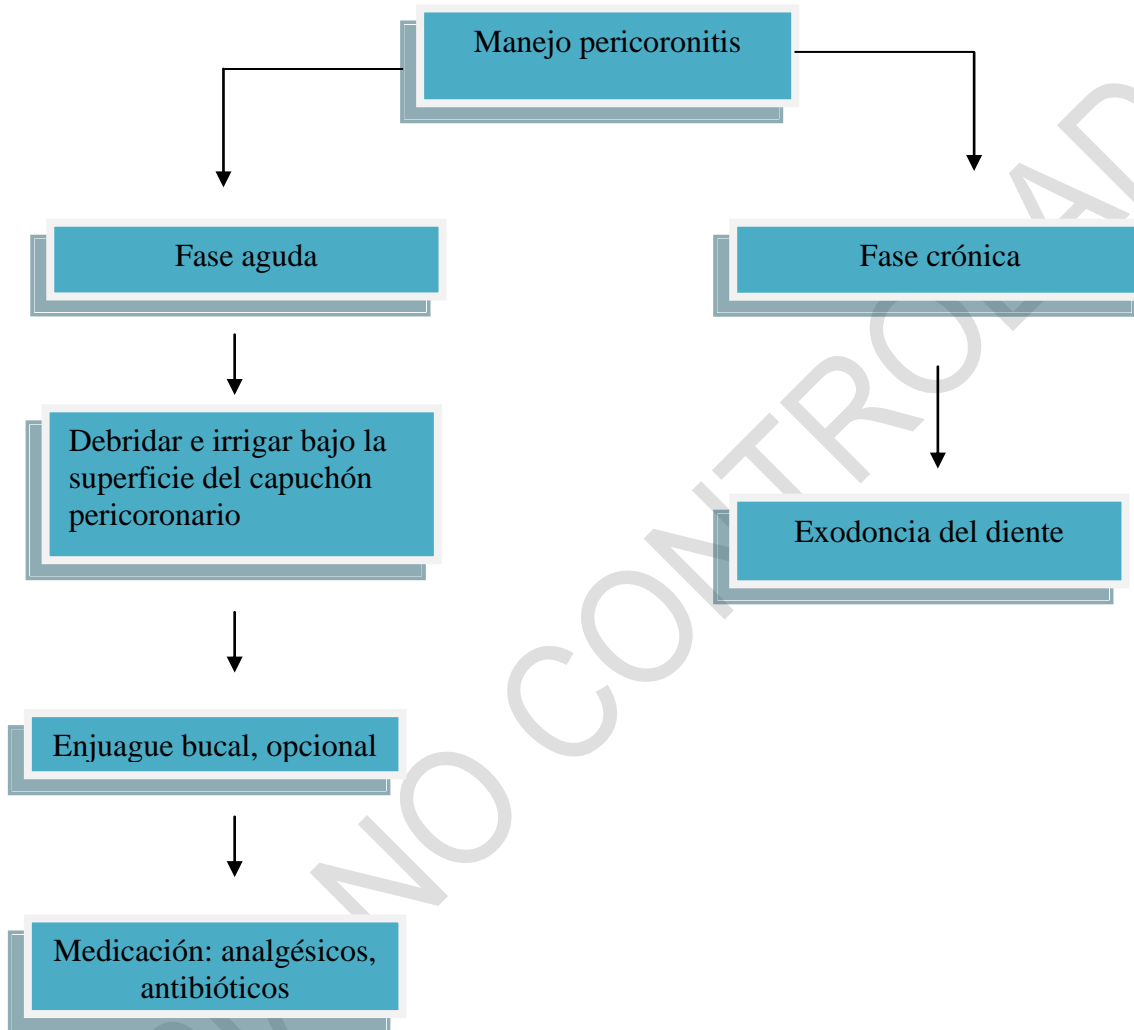 Manejo pericoronitis
Fase aguda
Fase crónica
Debridar e irrigar bajo la
superficie del capuchón
pericoronario
Exodoncia del diente
Enjuague bucal, opcional
Medicación: analgésicos,
antibióticos
NO CONTROLAD